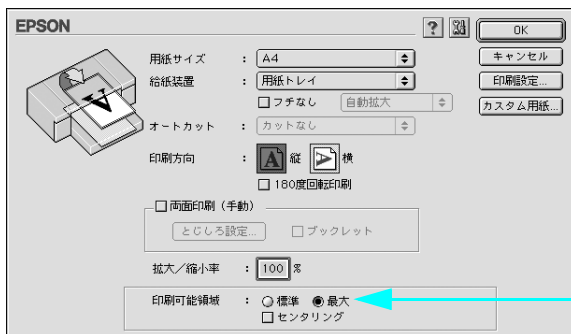 EPSON
? OK
用紙サイズ : A4 キャンセル
給紙装置 : 用紙トレイ 印刷設定...
フチなし 自動拡大 カスタム用紙...
オートカット : カットなし
印刷方向 : A 縦 A 横
180度回転印刷
両面印刷（手動）
とじしろ設定... ブックレット
拡大／縮小率 : 100 %
印刷可能領域 : 標準 最大
センタリング